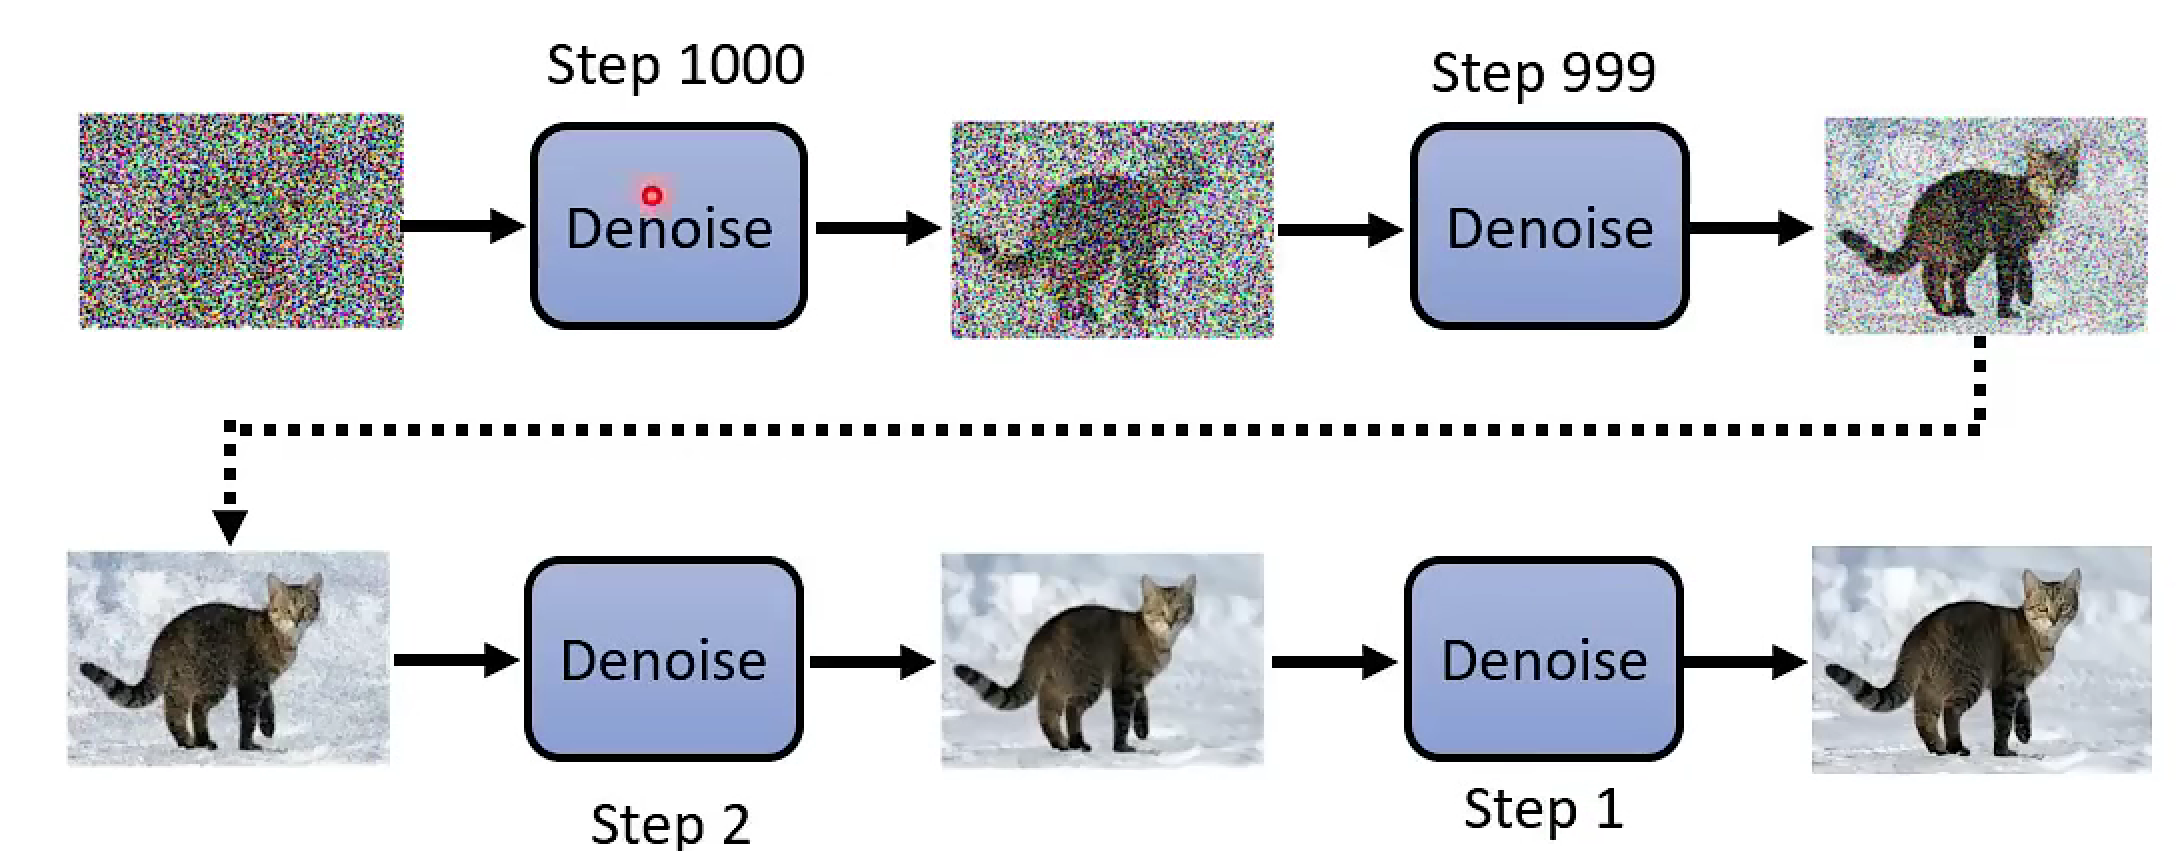 Step 1000
Step 999
Denoise
Denoise
Denoise
Denoise
Step 2
Step 1